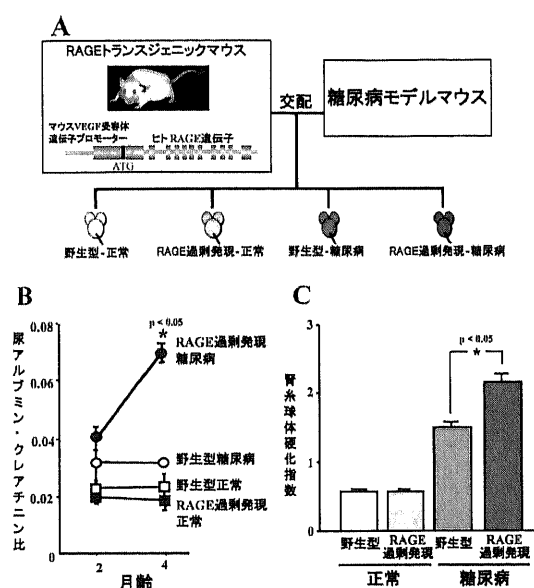 A
RAGEトランスジェニックマウス
マウスVEGF受容体
遺伝子プロモーター
ヒトRAGE遺伝子
ATG
交配
糖尿病モデルマウス
野生型-正常
RAGE過剰発現-正常
野生型-糖尿病
RAGE過剰発現-糖尿病
B
尿アルブミン・クレアチニン比
0.08
0.06
0.04
0.02
0
p < 0.05
*
RAGE過剰発現
糖尿病
野生型糖尿病
野生型正常
RAGE過剰発現
正常
2
4
月齢
C
腎糸球体硬化指数
3
2
1
0
p < 0.05
*
野生型
RAGE
過剰発現
野生型
RAGE
過剰発現
正常
糖尿病